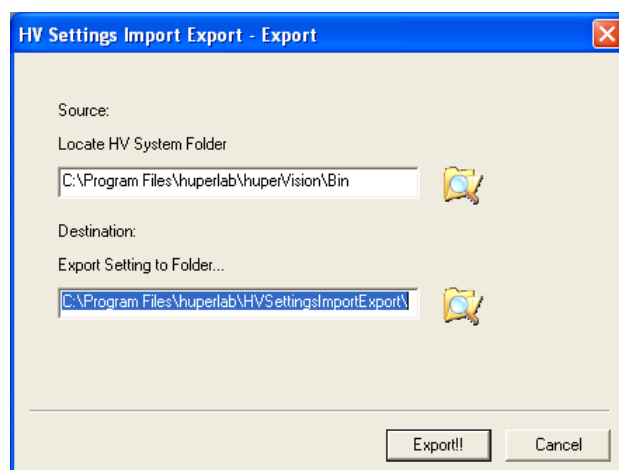 HV Settings Import Export - Export
Source:
Locate HV System Folder
C:\Program Files\huperlab\huperVision\Bin
Destination:
Export Setting to Folder...
C:\Program Files\huperlab\HVSettingsImportExport\
Export!! Cancel